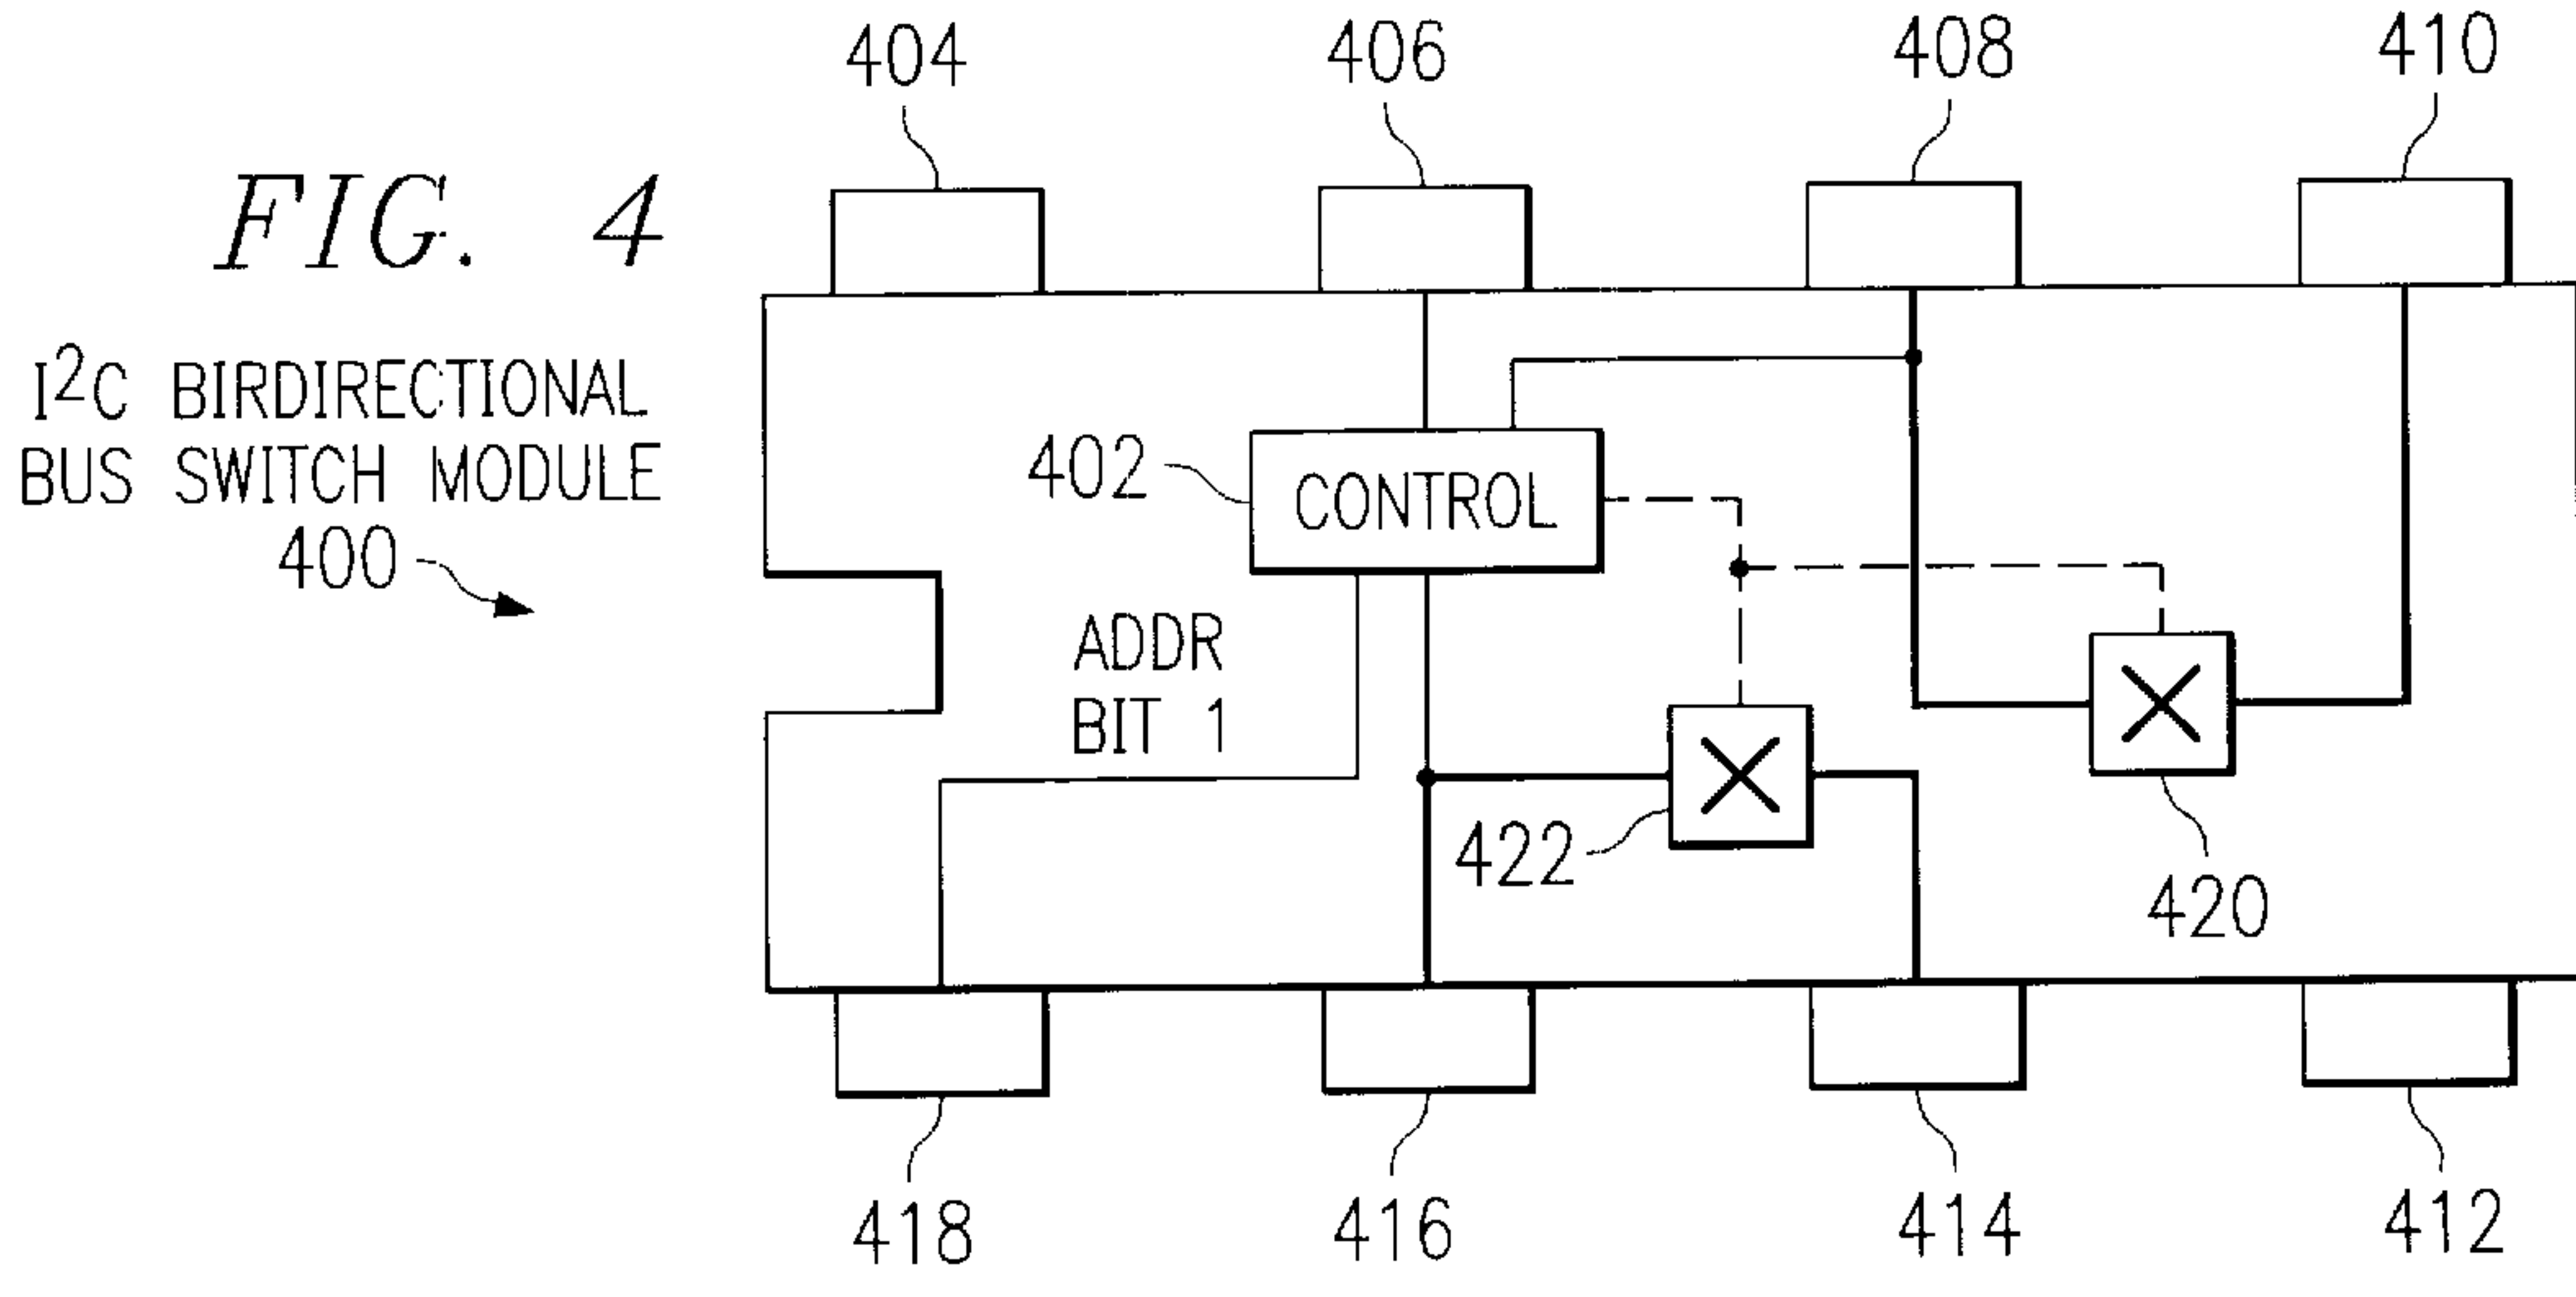 404
406
408
410
FIG. 4
I²C BIRDIRECTIONAL
BUS SWITCH MODULE
400
402
CONTROL
ADDR
BIT 1
422
420
418
416
414
412